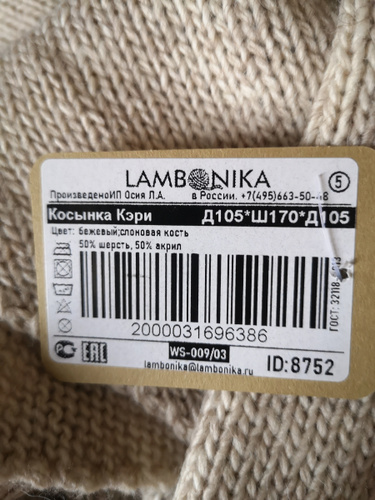 LAMBONIKA 5
ПроизведеноИП Осия Л.А. в России. +7(495)663-50-
Косынка Кэри Д105*Ш170*Д105
Цвет: бежевый;слоновая кость
50% шерсть, 50% акрил
ГОСТ: 32118
2000031696386
WS-009/03
EAC
lambonika@lambonika.ru
ID:8752